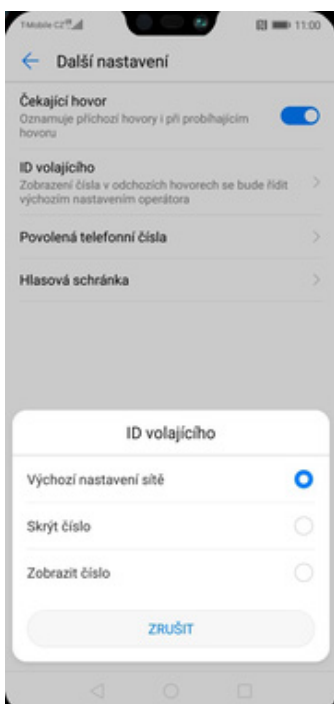 T-Mobile CZ
11:00
Další nastavení
Čekající hovor
Oznamuje příchozí hovory i při probíhajícím
hovoru
ID volajícího
Zobrazení čísla v odchozích hovorech se bude řídit
výchozím nastavením operátora
Povolená telefonní čísla
Hlasová schránka
ID volajícího
Výchozí nastavení sítě
Skrýt číslo
Zobrazit číslo
ZRUŠIT